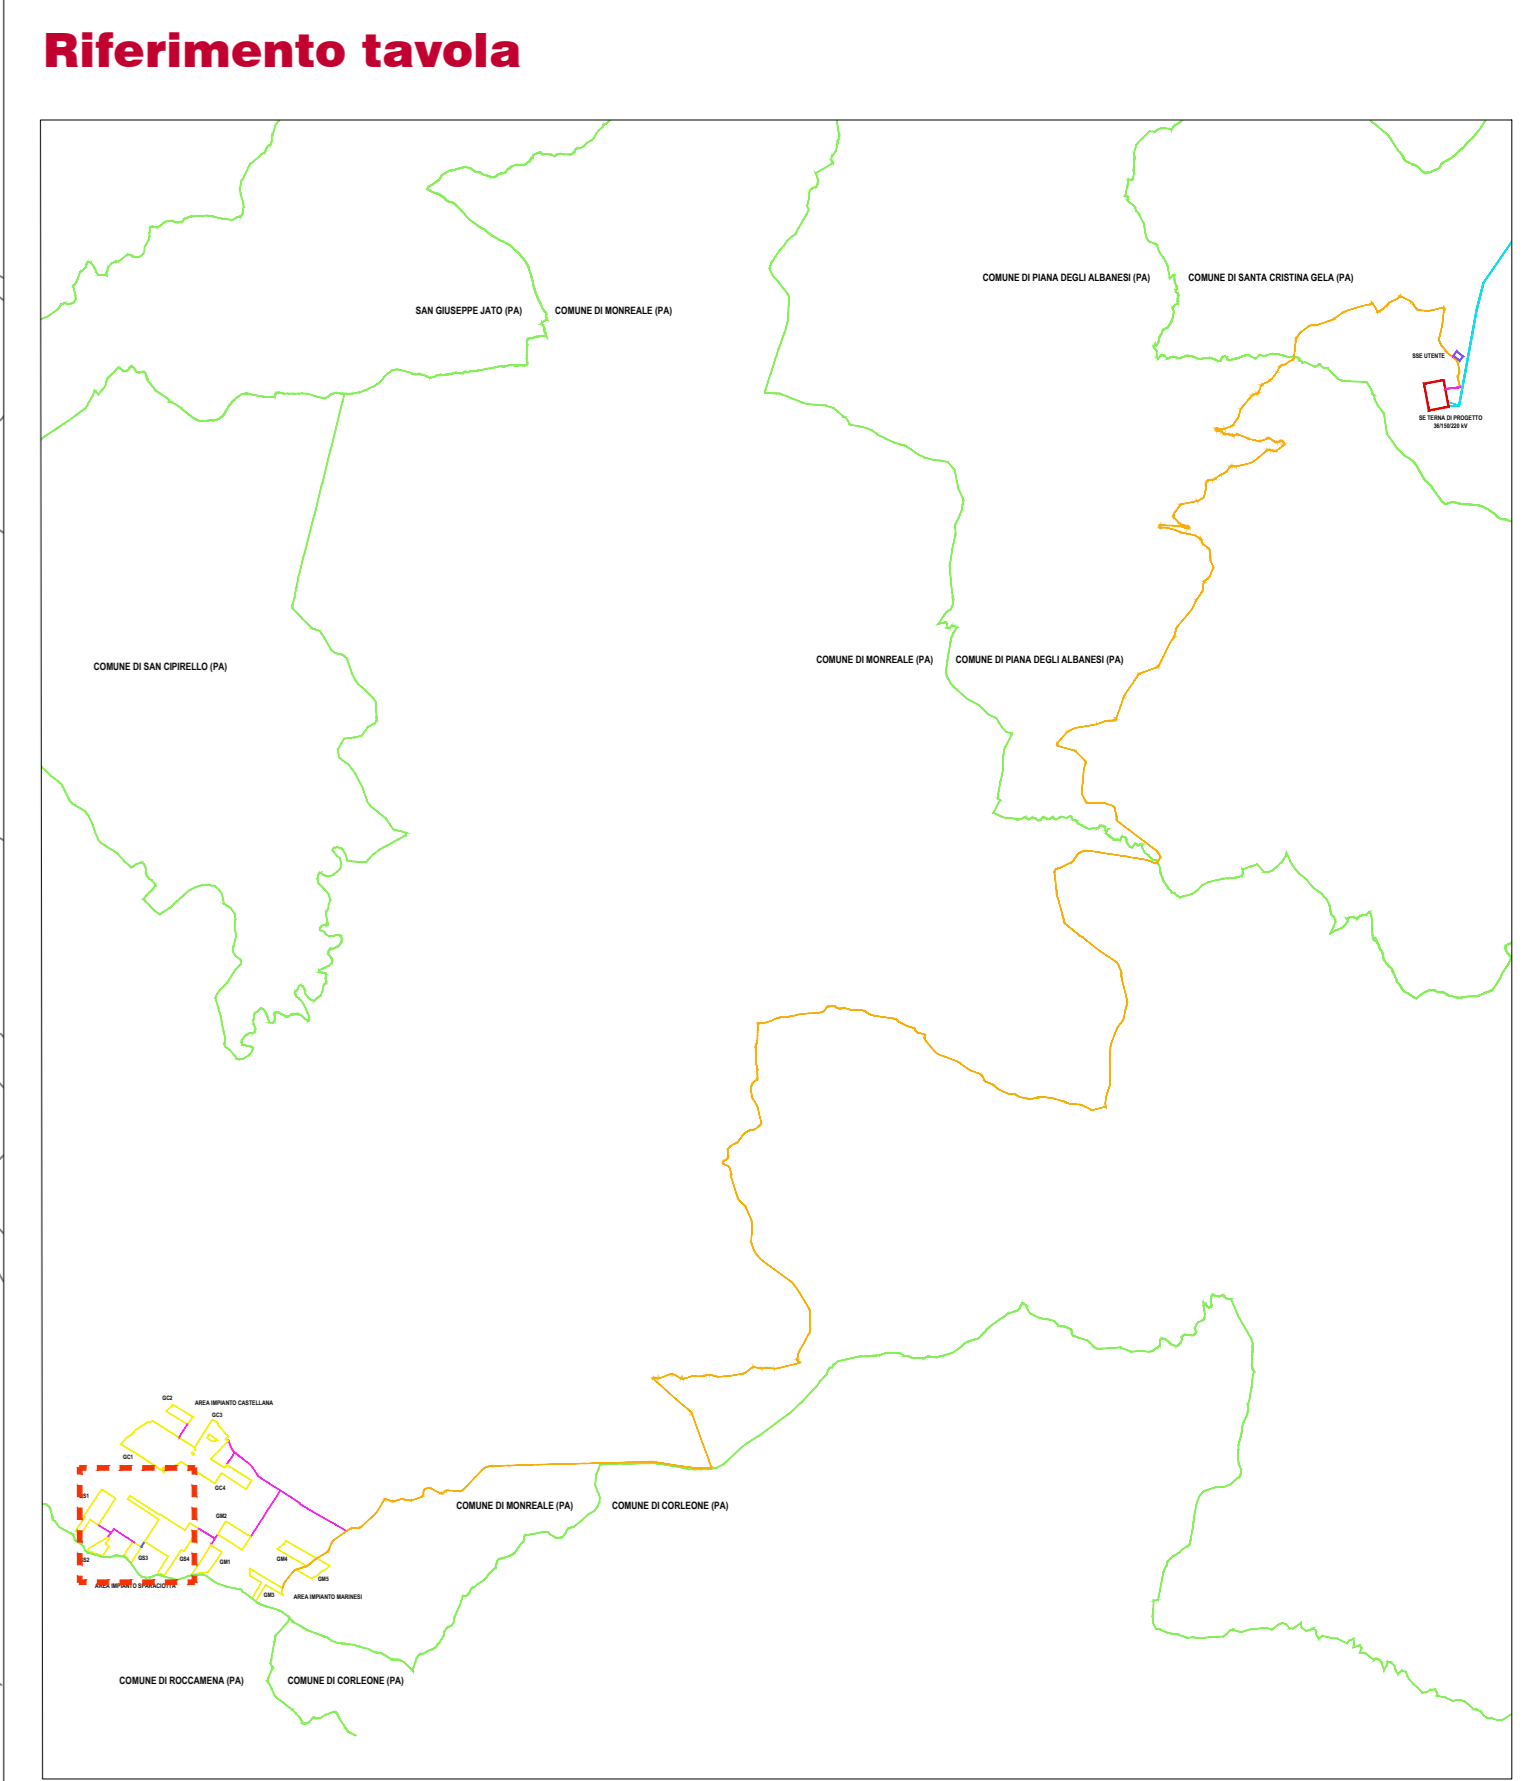 Riferimento tavola
COMUNE DI PIANA DEGLI ALBANESI (PA)
COMUNE DI SANTA CRISTINA GELA (PA)
SAN GIUSEPPE JATO (PA)
COMUNE DI MONREALE (PA)
SSE UTENTE
SE TERNA DI PROGETTO
36/150/220 kV
COMUNE DI SAN CIPIRELLO (PA)
COMUNE DI MONREALE (PA)
COMUNE DI PIANA DEGLI ALBANESI (PA)
GC2
AREA IMPIANTO CASTELLANA
GC3
GC1
GC4
GS1
COMUNE DI MONREALE (PA)
COMUNE DI CORLEONE (PA)
GM2
GS2
GS3
GS4
GM1
GM4
GM5
AREA IMPIANTO SPARACIOTTA
GM3
AREA IMPIANTO MARINESI
COMUNE DI ROCCAMENA (PA)
COMUNE DI CORLEONE (PA)